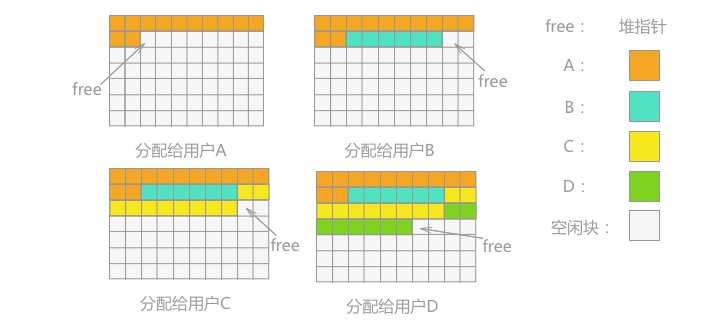 free
分配给用户A
free
分配给用户B
free
分配给用户C
free
分配给用户D
free： 堆指针
A：
B：
C：
D：
空闲块：